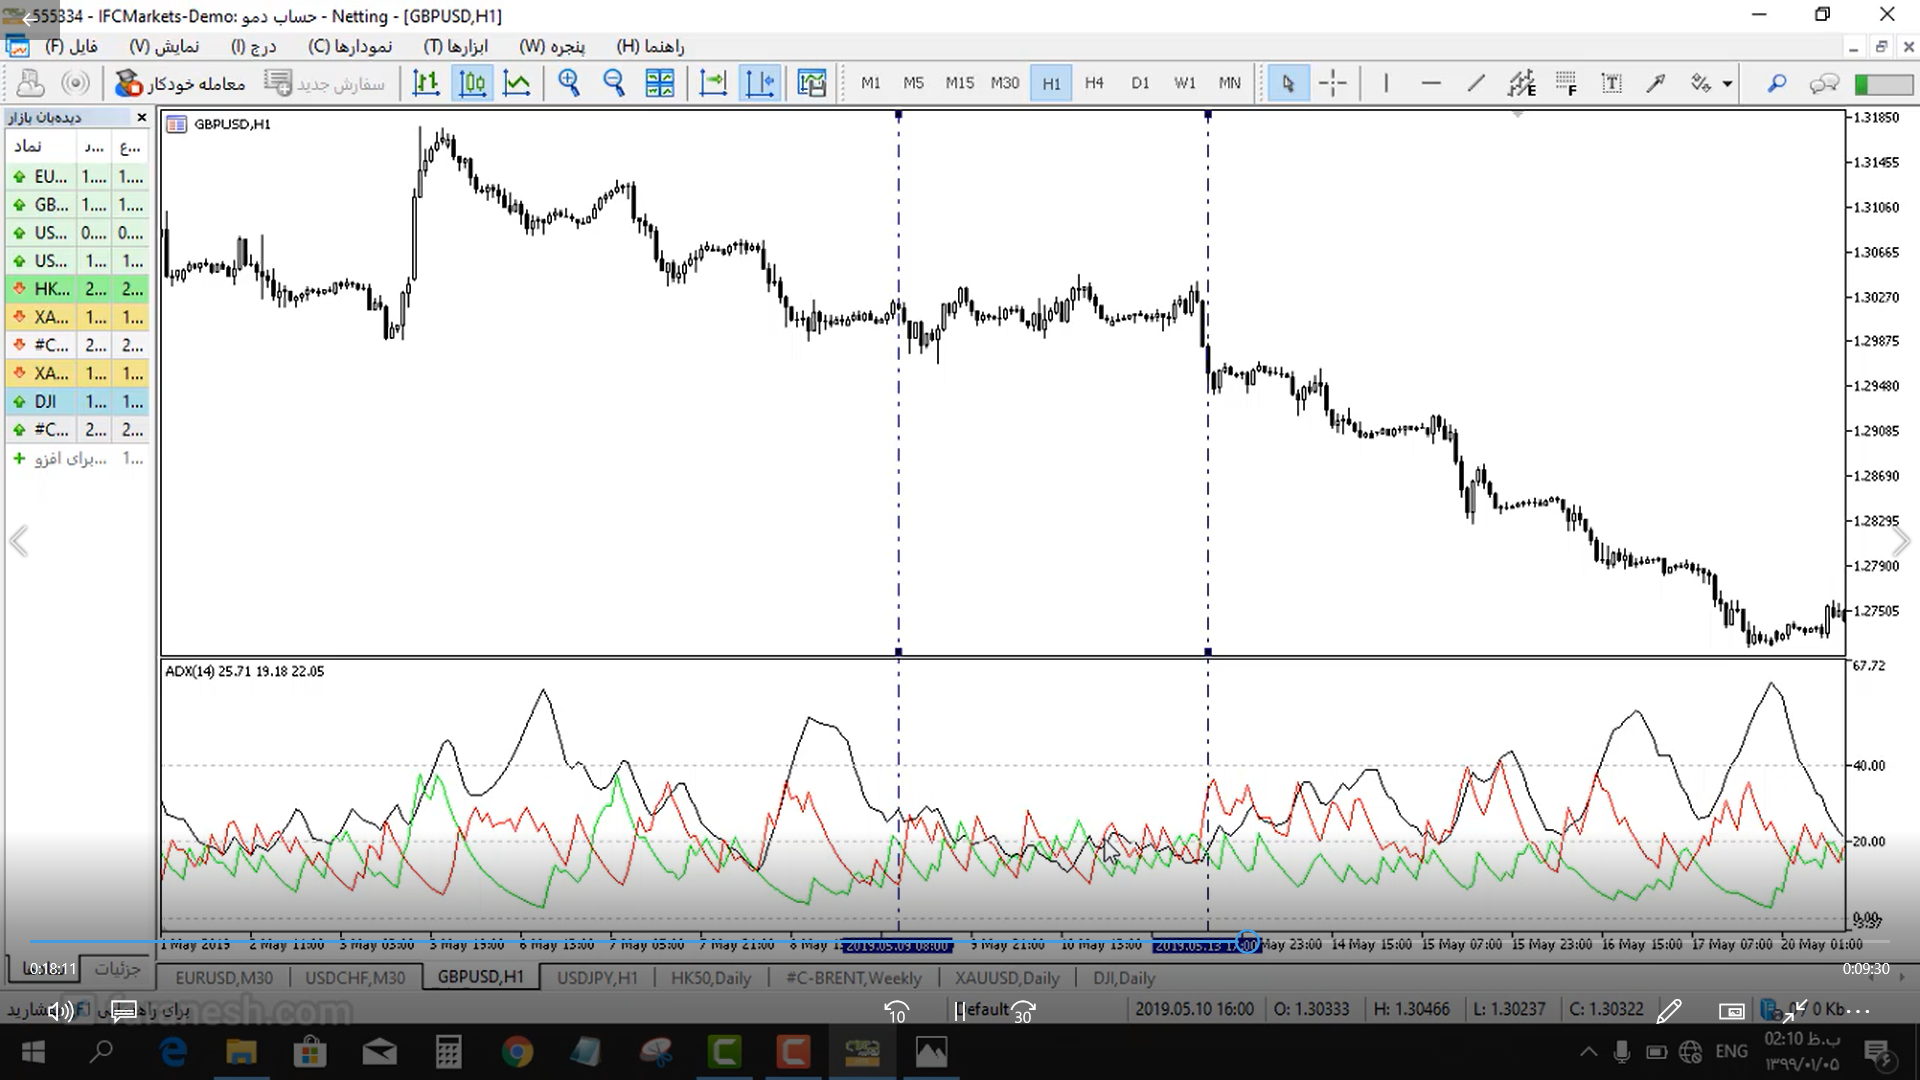 555334 - IFCMarkets-Demo: حساب دمو - Netting - [GBPUSD,H1]
فایل (F) نمایش (V) درج (I) نمودارها (C) ابزارها (T) پنجره (W) راهنما (H)
معامله خودکار سفارش جدید M1 M5 M15 M30 H1 H4 D1 W1 MN
دیده‌بان بازار
نماد ...د ...ع
EU... 1.... 1....
GB... 1.... 1....
US... 0.... 0....
US... 1... 1...
HK... 2... 2...
XA... 1... 1...
#C... 2... 2...
XA... 1... 1...
DJI 1... 1...
#C... 2... 2...
برای افزو... 1...
جزئیات
GBPUSD,H1
1.31850
1.31455
1.31060
1.30665
1.30270
1.29875
1.29480
1.29085
1.28690
1.28295
1.27900
1.27505
ADX(14) 25.71 19.18 22.05
67.72
40.00
20.00
0.00
1 May 2019 2 May 11:00 3 May 03:00 3 May 19:00 6 May 13:00 7 May 05:00 7 May 21:00 2019.05.09 08:00 9 May 21:00 10 May 13:00 2019.05.13 17:00 May 23:00 14 May 15:00 15 May 07:00 15 May 23:00 16 May 15:00 17 May 07:00 20 May 01:00
0:18:11 0:09:30
EURUSD,M30 USDCHF,M30 GBPUSD,H1 USDJPY,H1 HK50,Daily #C-BRENT,Weekly XAUUSD,Daily DJI,Daily
faranesh.com
10 Default 30 2019.05.10 16:00 O: 1.30333 H: 1.30466 L: 1.30237 C: 1.30322 0 / 0 Kb
ENG 02:10 ب.ظ
۱۳۹۹/۰۱/۰۵